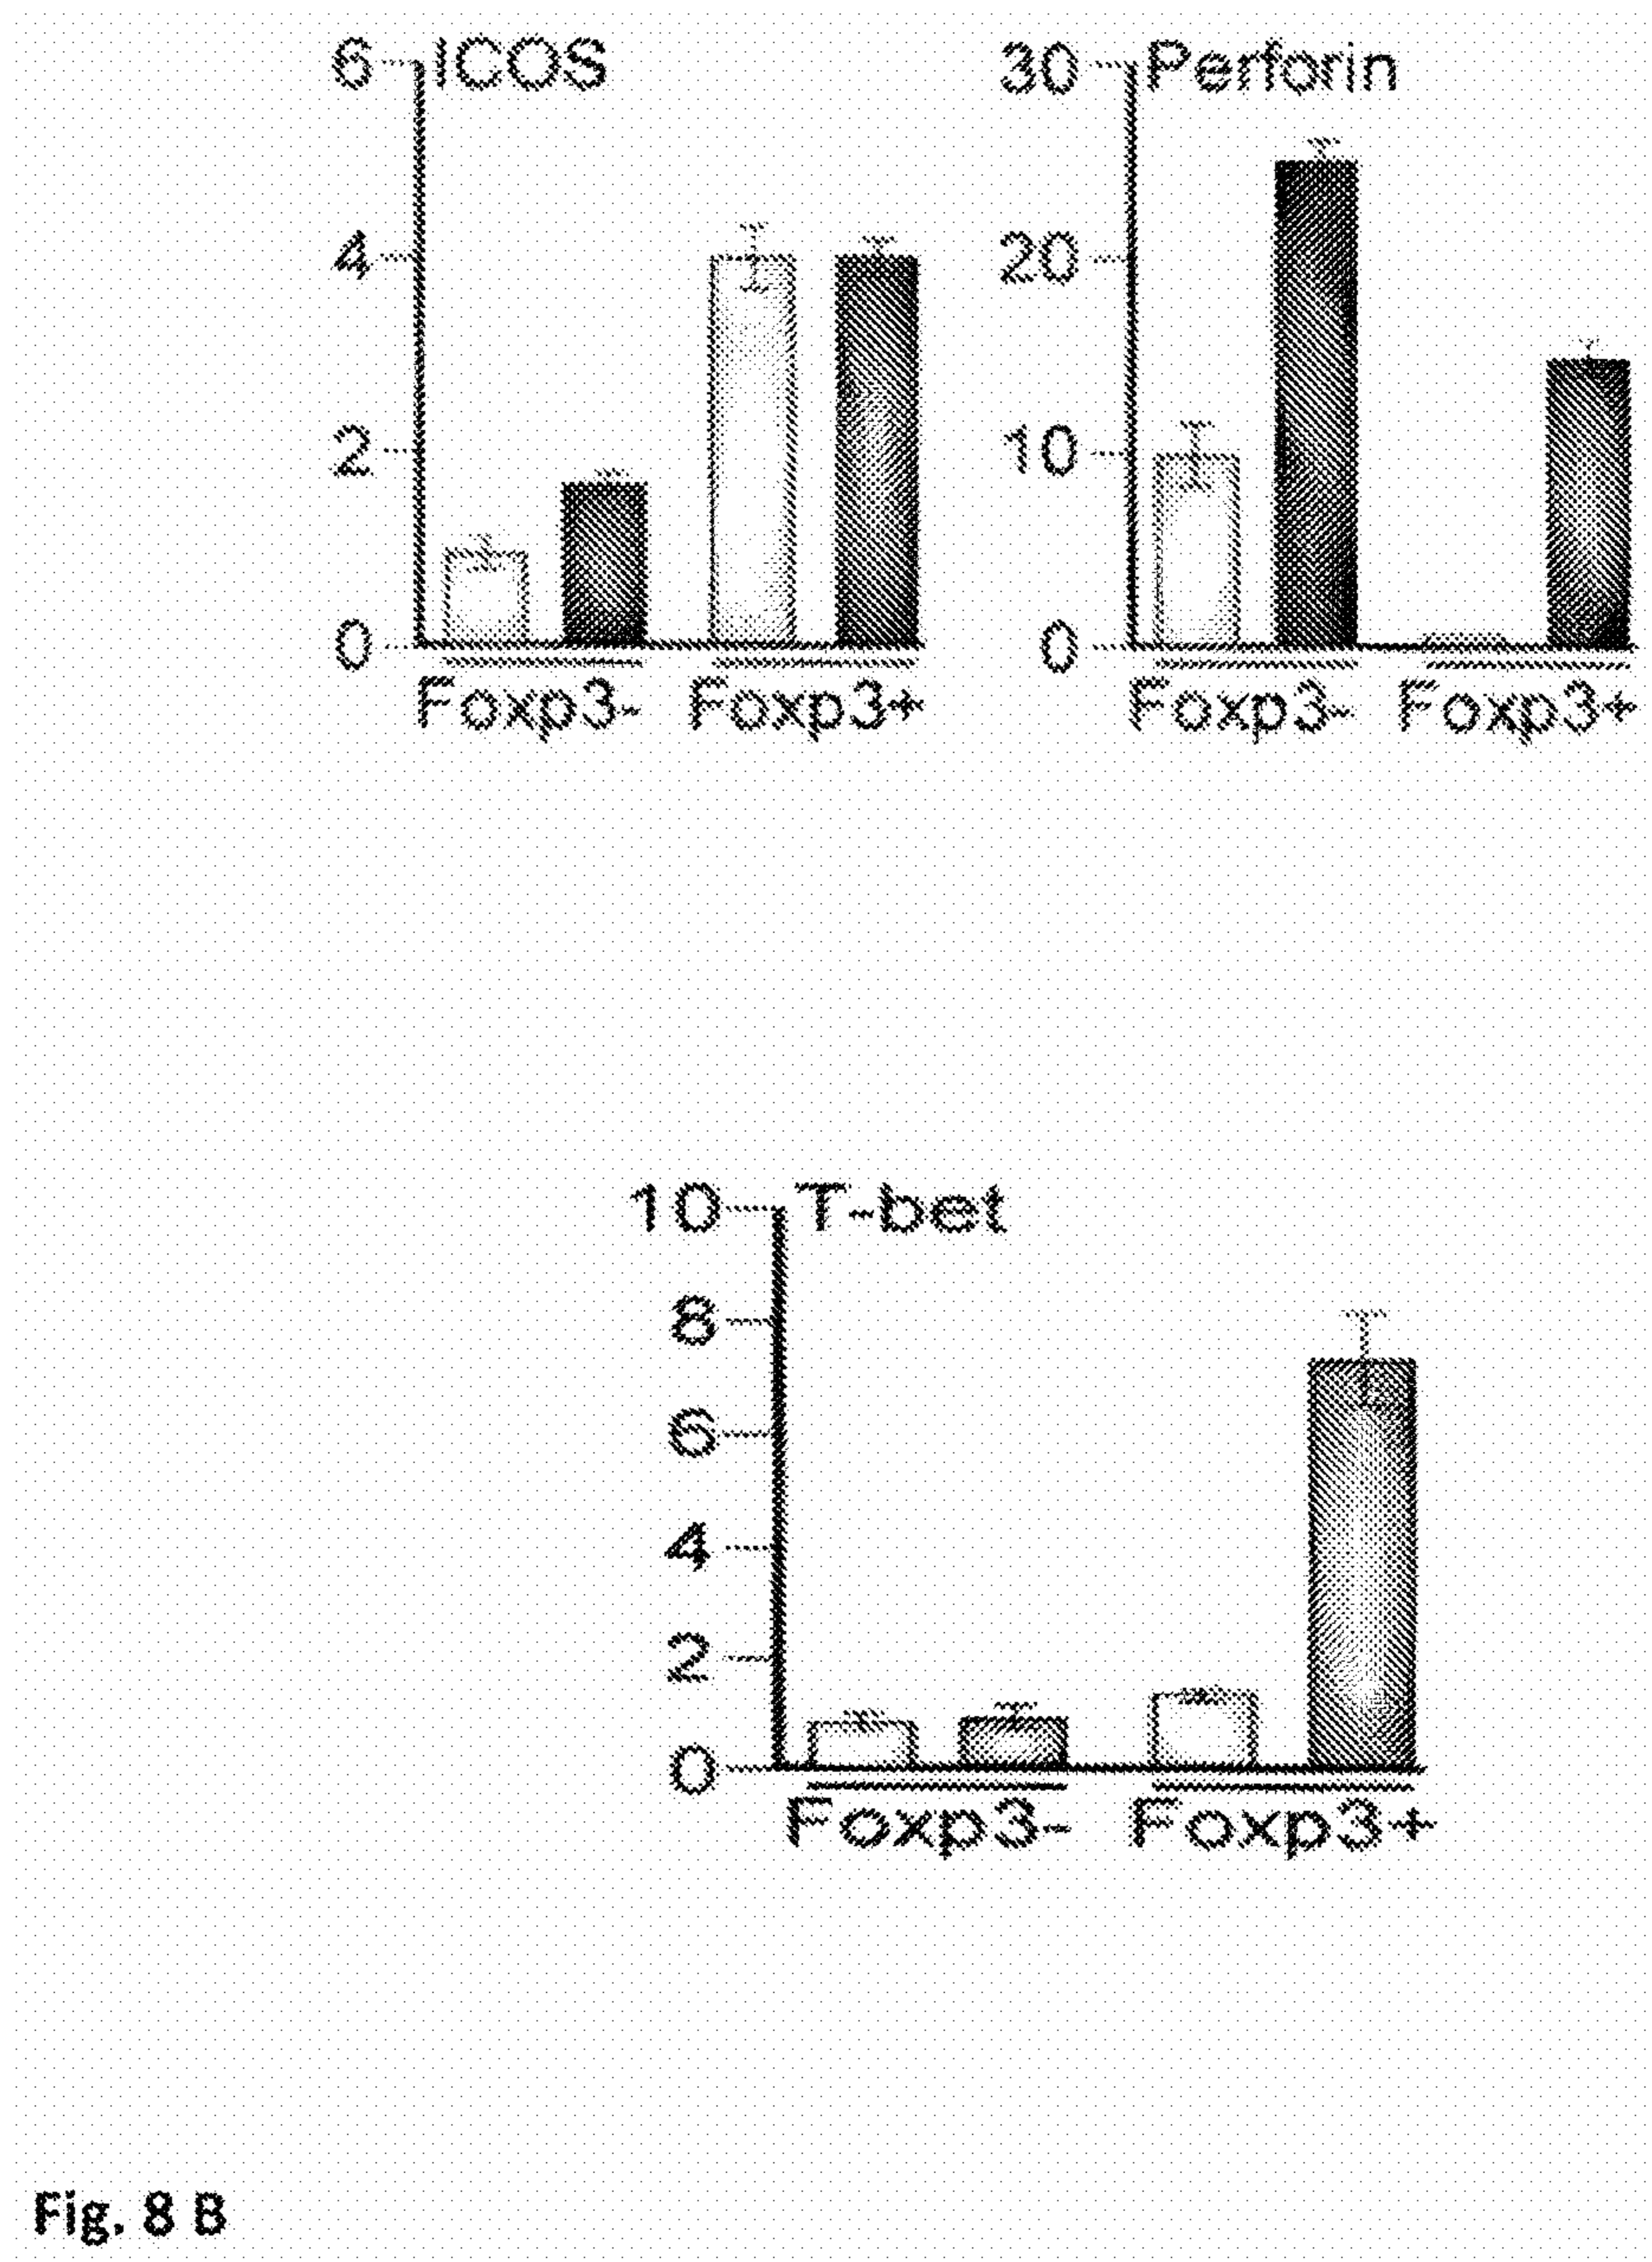 6 ICOS
4
2
0
Foxp3- Foxp3+
30 Perforin
20
10
0
Foxp3- Foxp3+
10 T-bet
8
6
4
2
0
Foxp3- Foxp3+
Fig. 8 B